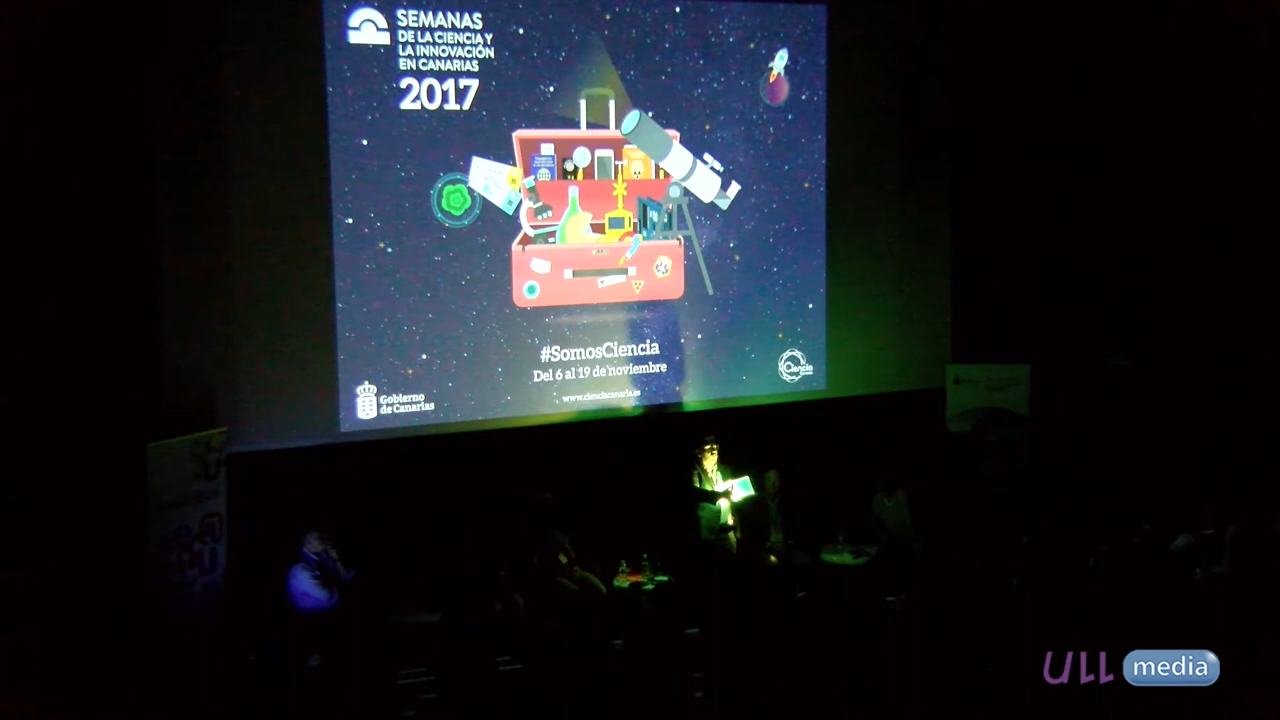 SEMANAS
DE LA CIENCIA Y
LA INNOVACIÓN
EN CANARIAS
2017
#SomosCiencia
Del 6 al 19 de noviembre
www.cienciacanaria.es
Gobierno
de Canarias
Ciencia
ULL media